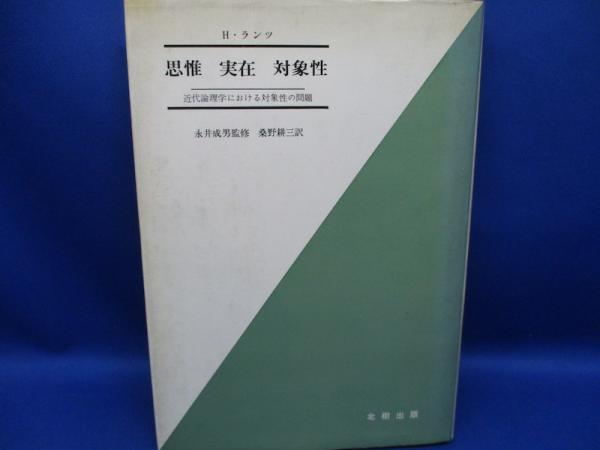 H・ランツ
思惟 実在 対象性
近代論理学における対象性の問題
永井成男監修 桑野耕三訳
北樹出版